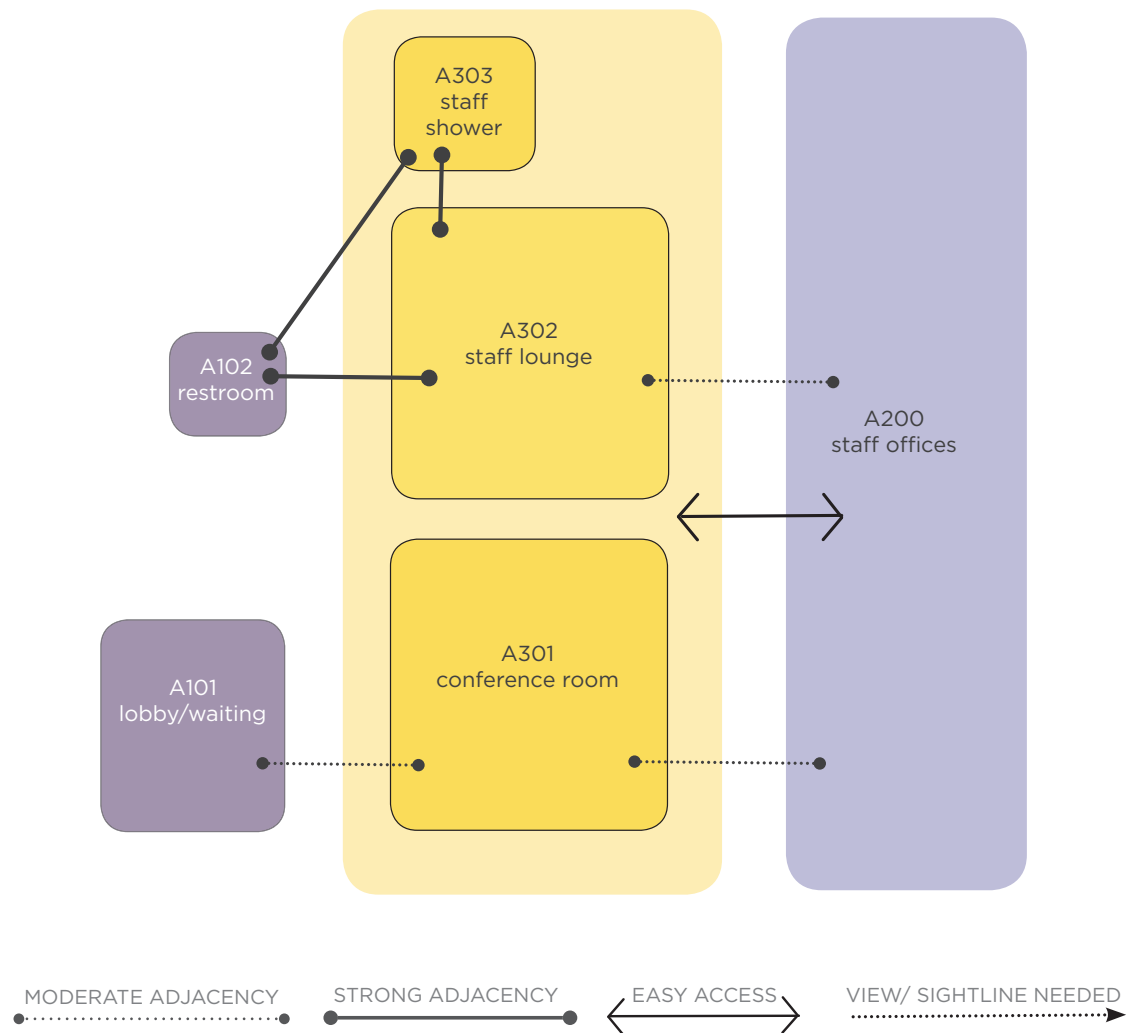 A303
staff
shower
A302
staff lounge
A102
restroom
A200
staff offices
A301
conference room
A101
lobby/waiting
MODERATE ADJACENCY
STRONG ADJACENCY
EASY ACCESS
VIEW/ SIGHTLINE NEEDED